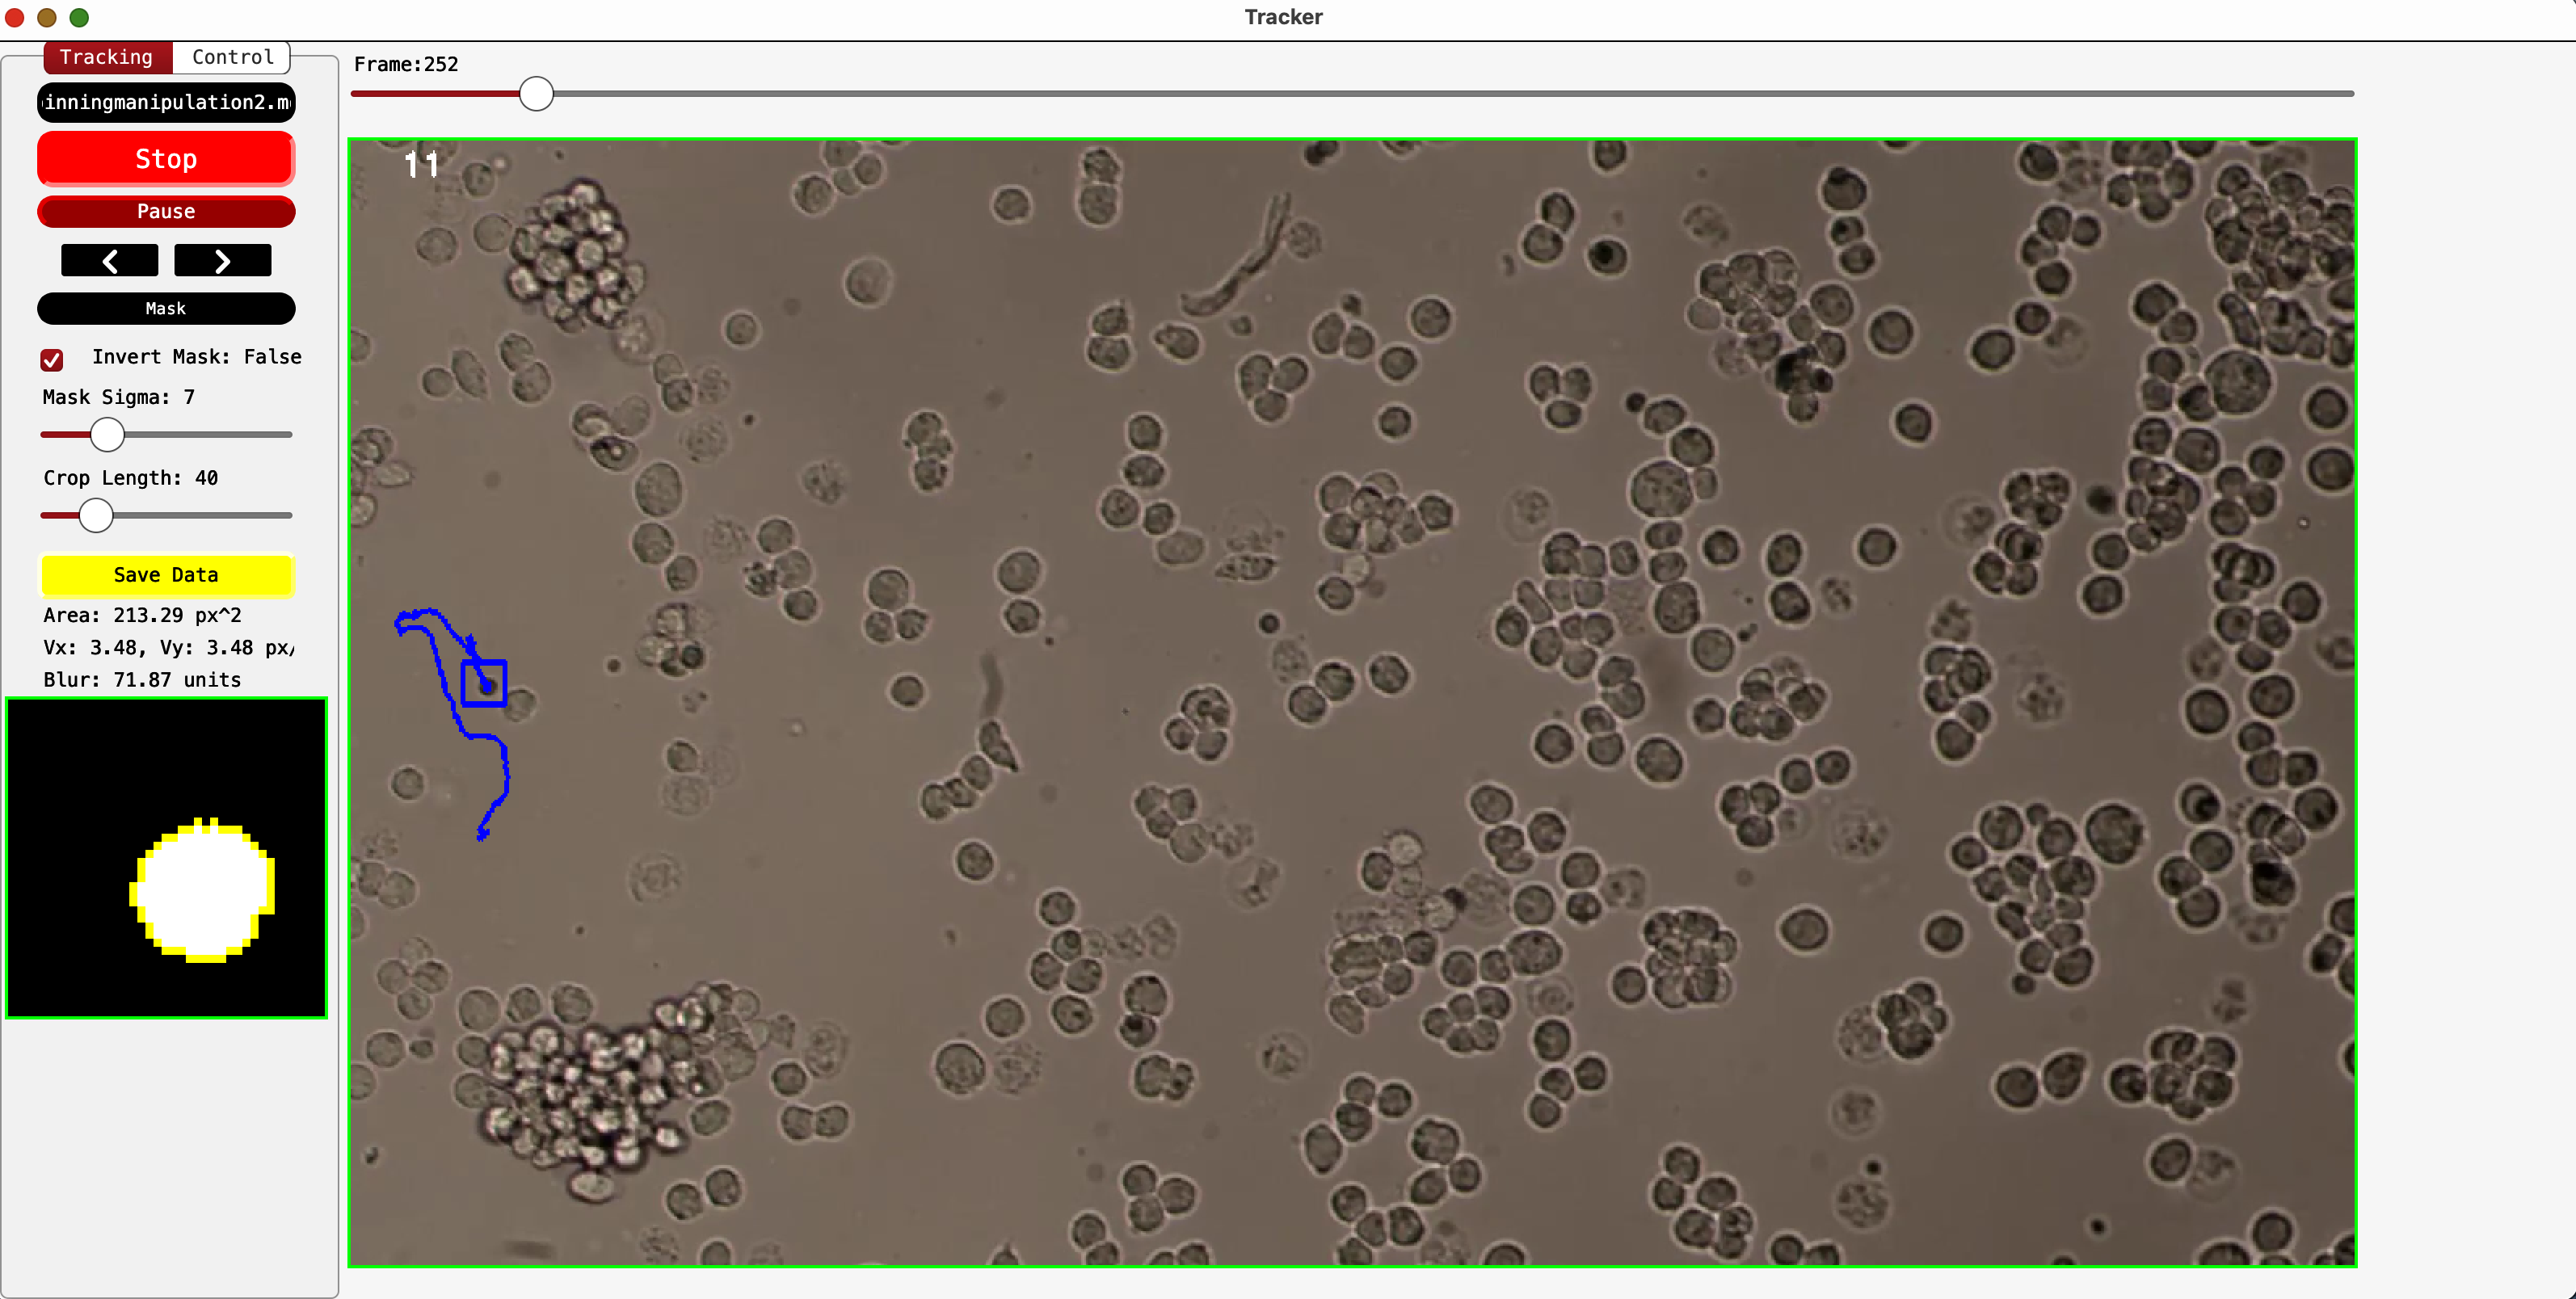 Tracker
Tracking
Control
inningmanipulation2.m
Stop
Pause
Mask
Invert Mask: False
Mask Sigma: 7
Crop Length: 40
Save Data
Area: 213.29 px^2
Vx: 3.48, Vy: 3.48 px/
Blur: 71.87 units
Frame:252
11